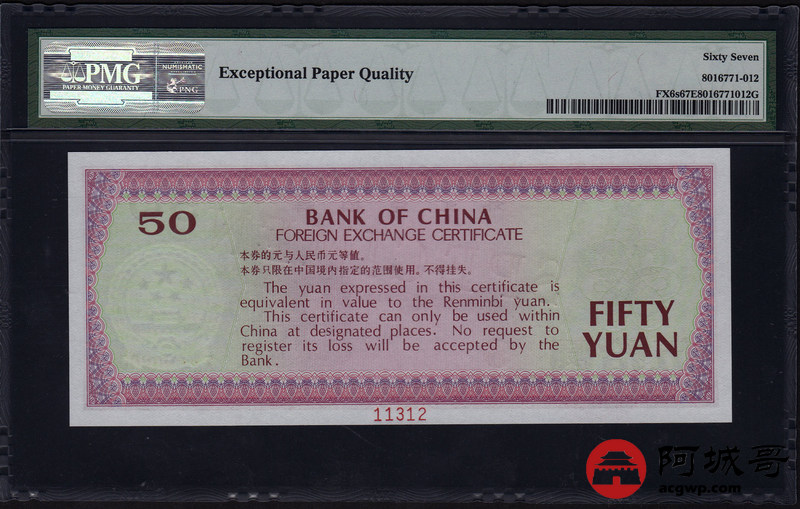 PMG
PAPER MONEY GUARANTY
NUMISMATIC
PNG
Exceptional Paper Quality
Sixty Seven
8016771-012
FX6s67E8016771012G
50
BANK OF CHINA
FOREIGN EXCHANGE CERTIFICATE
本券的元与人民币元等值。
本券只限在中国境内指定的范围使用。不得挂失。
The yuan expressed in this certificate is
equivalent in value to the Renminbi yuan.
This certificate can only be used within
China at designated places. No request to
register its loss will be accepted by the
Bank.
FIFTY
YUAN
11312
阿城哥
acgwp.com